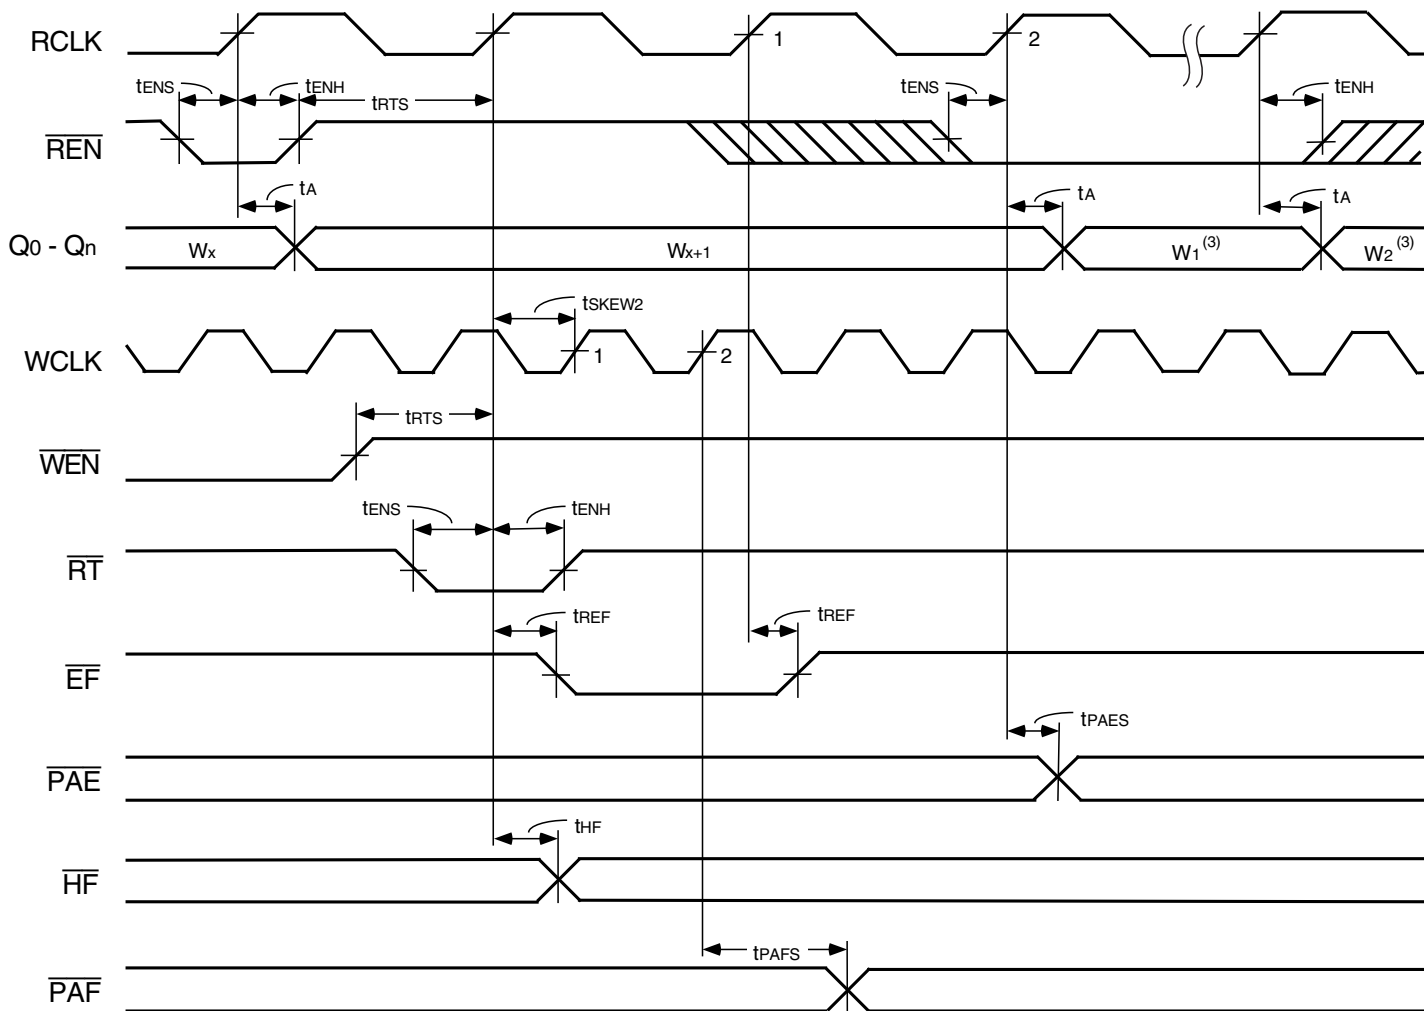 RCLK
1
2
tENS
tENH
tRTS
tENS
tENH
REN
tA
tA
tA
Q0 - Qn
Wx
Wx+1
W1(3)
W2(3)
tSKEW2
WCLK
1
2
tRTS
WEN
tENS
tENH
RT
tREF
tREF
EF
tPAES
PAE
tHF
HF
tPAFS
PAF